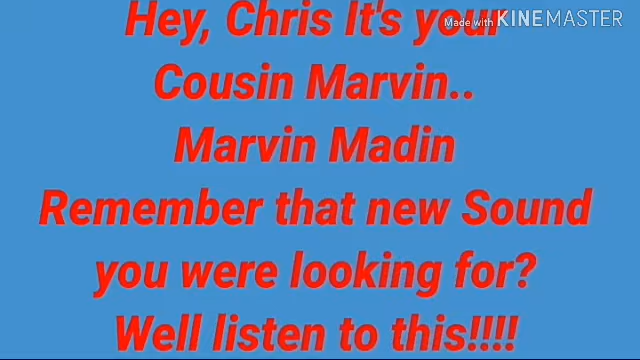 Made with KINEMASTER
Hey, Chris It's your
Cousin Marvin..
Marvin Madin
Remember that new Sound
you were looking for?
Well listen to this!!!!